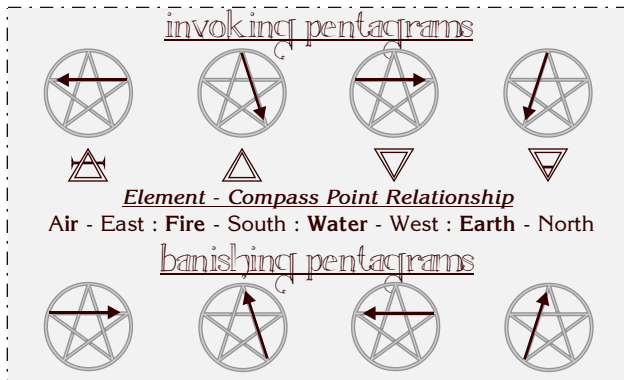 invoking pentagrams
Element - Compass Point Relationship
Air - East : Fire - South : Water - West : Earth - North
banishing pentagrams